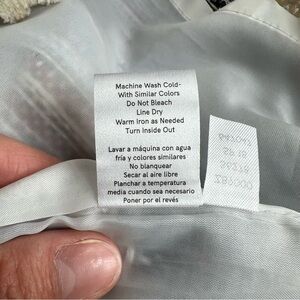 Machine Wash Cold-
With Similar Colors
Do Not Bleach
Line Dry
Warm Iron as Needed
Turn Inside Out
Lavar a máquina con agua
fría y colores similares
No blanquear
Secar al aire libre
Planchar a temperatura
media cuando sea necesario
Poner por el revés